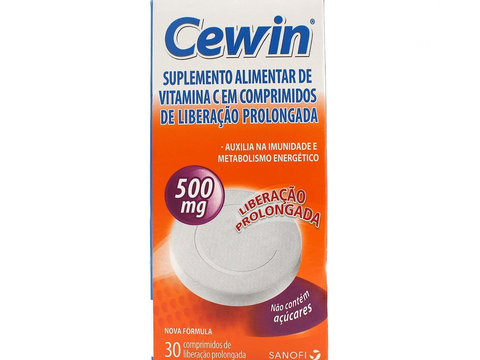 Cewin®
SUPLEMENTO ALIMENTAR DE
VITAMINA C EM COMPRIMIDOS
DE LIBERAÇÃO PROLONGADA
- AUXILIA NA IMUNIDADE E
METABOLISMO ENERGÉTICO
500
mg
LIBERAÇÃO
PROLONGADA
Não contém
açúcares
NOVA FÓRMULA
30 comprimidos de
liberação prolongada
SANOFI